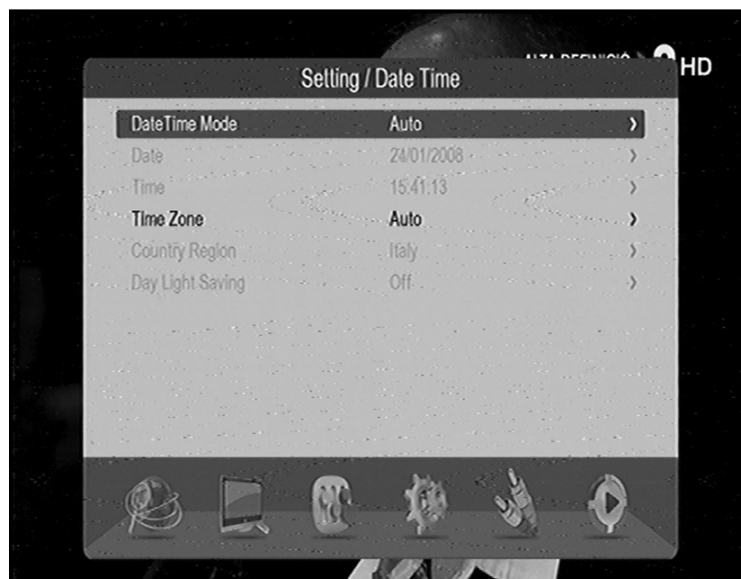 HD
Setting / Date Time
DateTime Mode Auto
Date 24/01/2008
Time 15:41:13
TIme Zone Auto
Country Region Italy
Day Light Saving Off